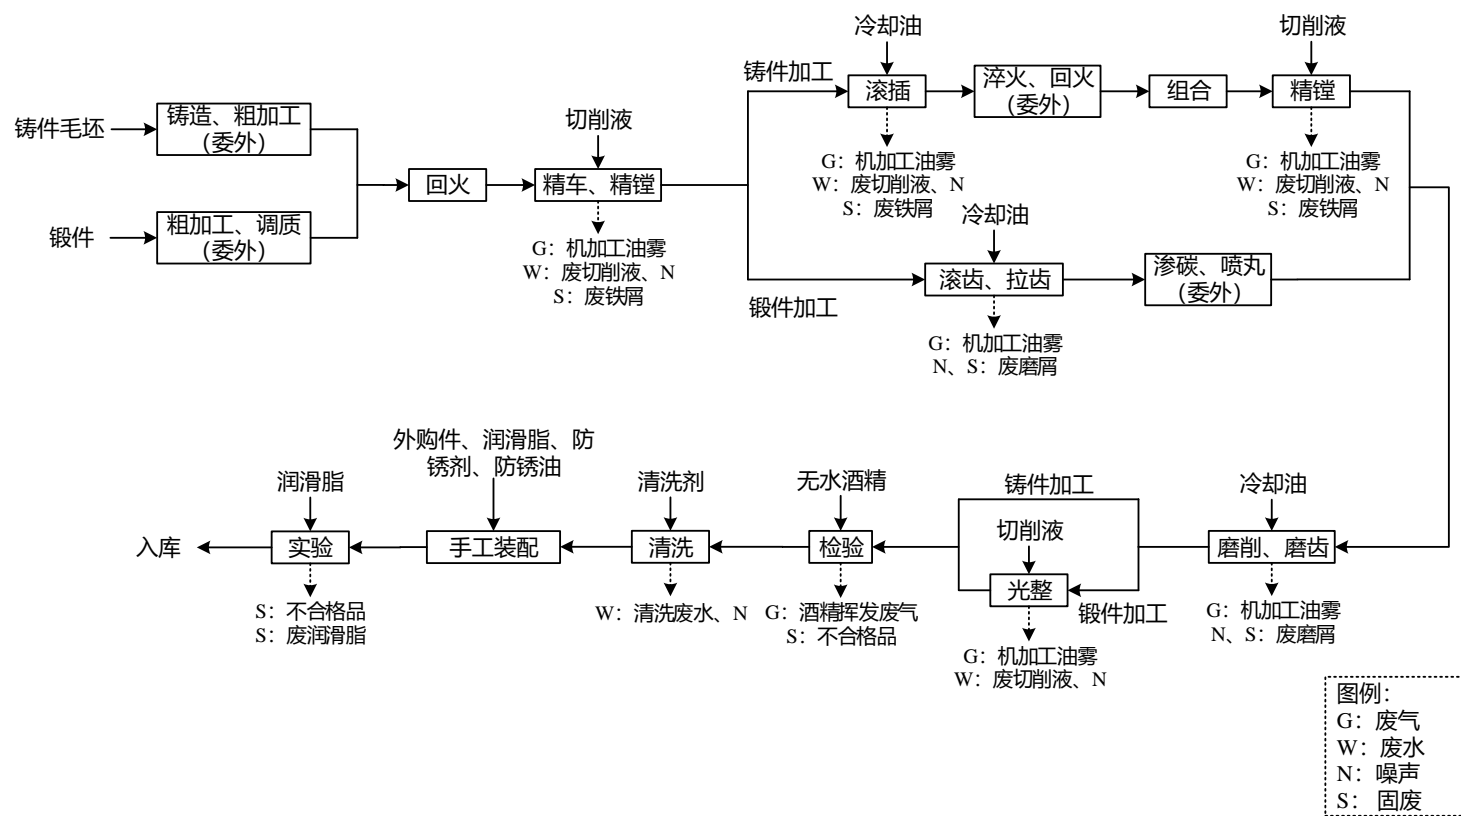 冷却油
切削液
铸件加工
滚插
淬火、回火
（委外）
组合
精镗
铸件毛坯
铸造、粗加工
（委外）
切削液
G：机加工油雾
W：废切削液、N
S：废铁屑
G：机加工油雾
W：废切削液、N
S：废铁屑
回火
精车、精镗
锻件
粗加工、调质
（委外）
冷却油
G：机加工油雾
W：废切削液、N
S：废铁屑
滚齿、拉齿
渗碳、喷丸
（委外）
锻件加工
G：机加工油雾
N、S：废磨屑
外购件、润滑脂、防
锈剂、防锈油
润滑脂
清洗剂
无水酒精
铸件加工
冷却油
切削液
入库
实验
手工装配
清洗
检验
磨削、磨齿
光整
S：不合格品
S：废润滑脂
W：清洗废水、N
G：酒精挥发废气
S：不合格品
锻件加工
G：机加工油雾
N、S：废磨屑
G：机加工油雾
W：废切削液、N
图例：
G：废气
W：废水
N：噪声
S： 固废